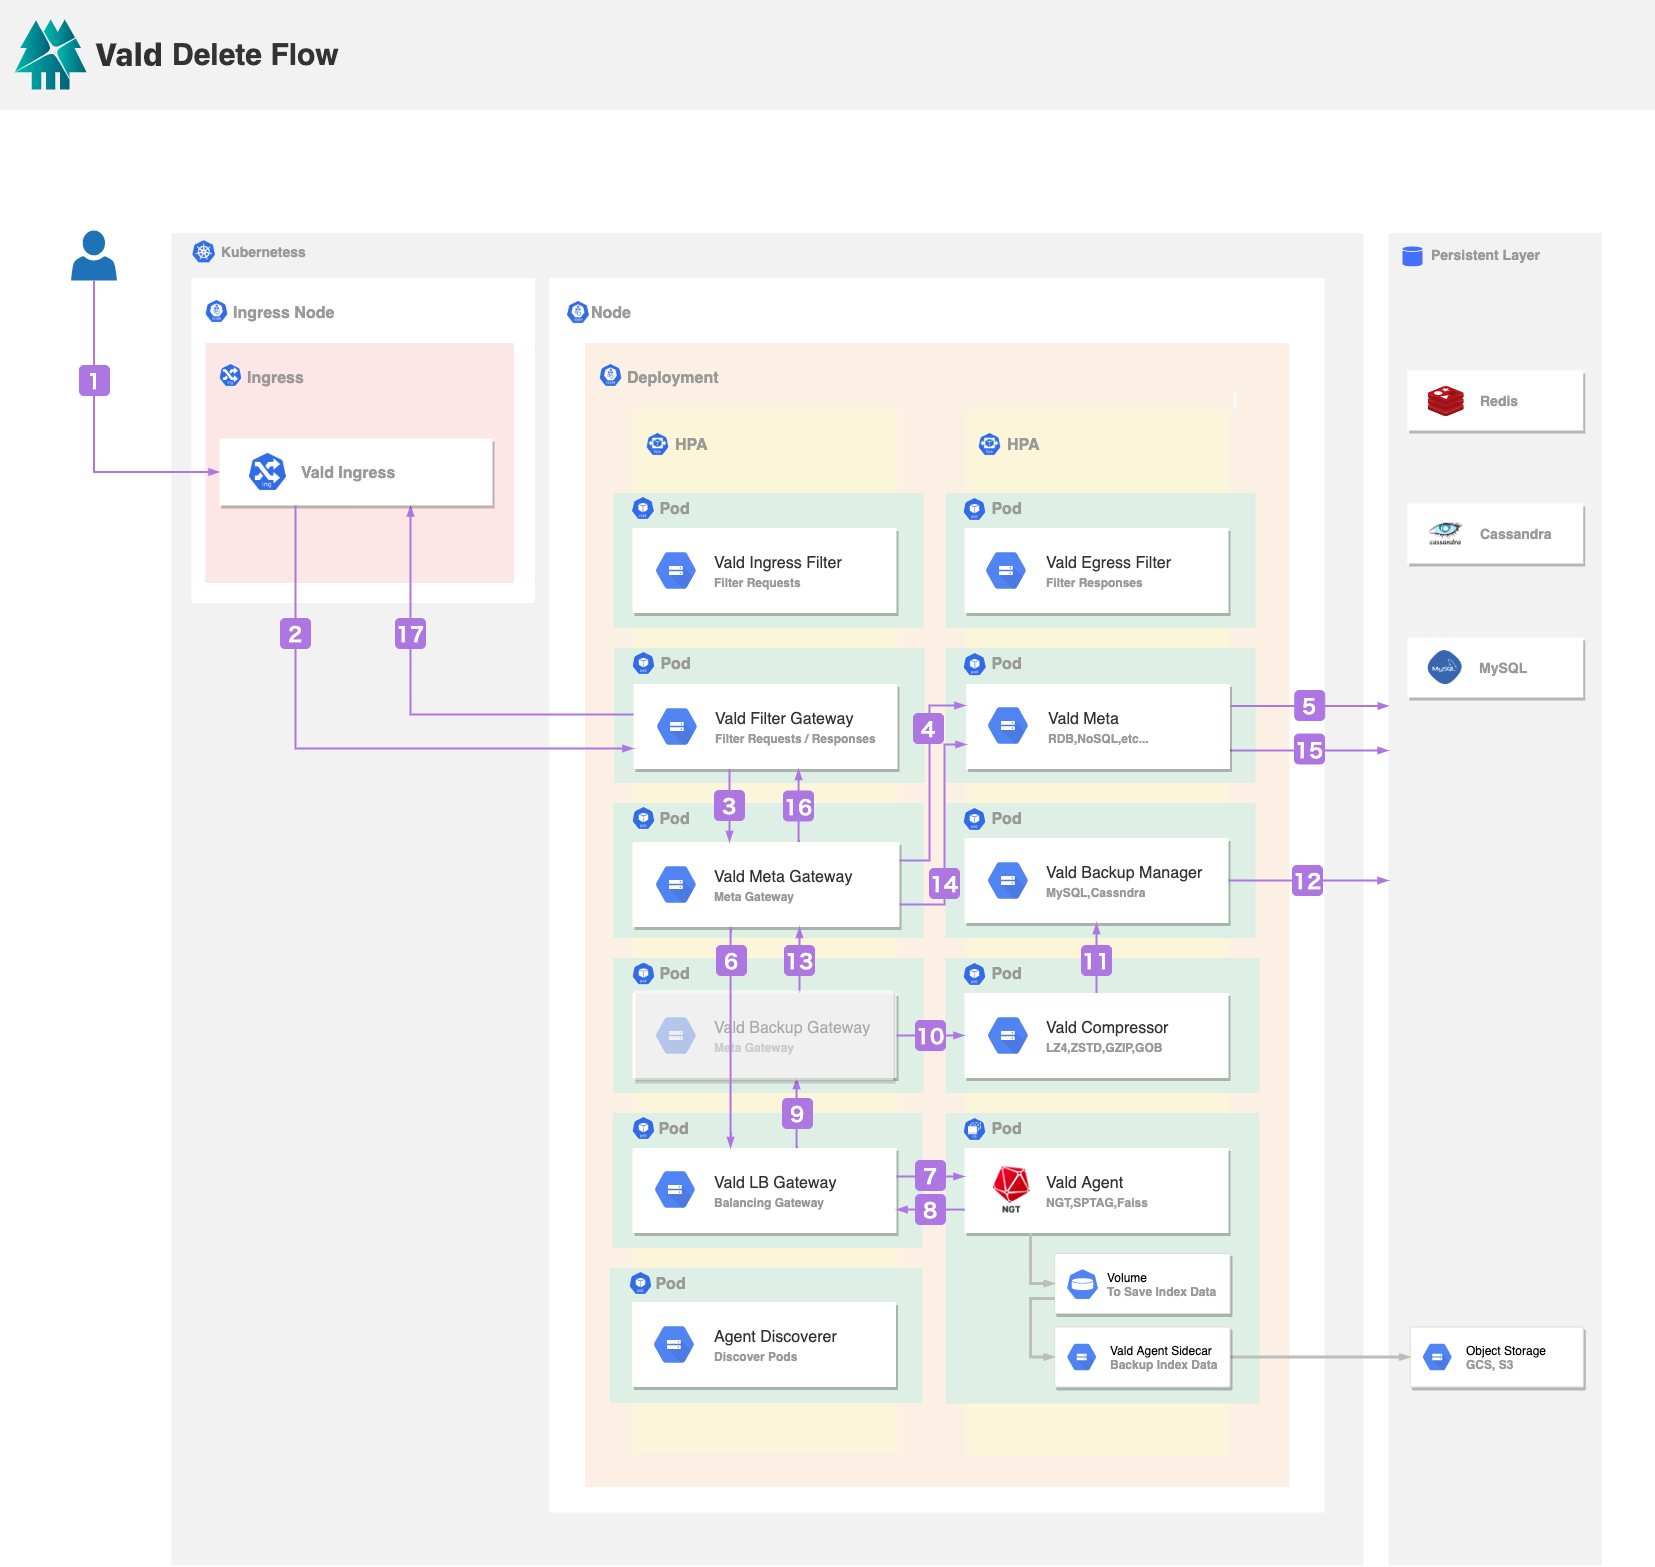 Vald Delete Flow
Kubernetess
Persistent Layer
Ingress Node
Node
Ingress
Deployment
1
Redis
HPA
HPA
Vald Ingress
ing
Pod
Pod
Cassandra
cassandra
Vald Ingress Filter
Filter Requests
Vald Egress Filter
Filter Responses
2
17
Pod
Pod
MySQL
MySQL
Vald Filter Gateway
Filter Requests / Responses
4
Vald Meta
RDB,NoSQL,etc...
5
15
3
16
Pod
Pod
Vald Meta Gateway
Meta Gateway
14
Vald Backup Manager
MySQL,Cassndra
12
6
13
11
Pod
Pod
Vald Backup Gateway
Meta Gateway
10
Vald Compressor
LZ4,ZSTD,GZIP,GOB
9
Pod
Pod
Vald LB Gateway
Balancing Gateway
7
8
NGT
Vald Agent
NGT,SPTAG,Faiss
Volume
To Save Index Data
Pod
Agent Discoverer
Discover Pods
Vald Agent Sidecar
Backup Index Data
Object Storage
GCS, S3